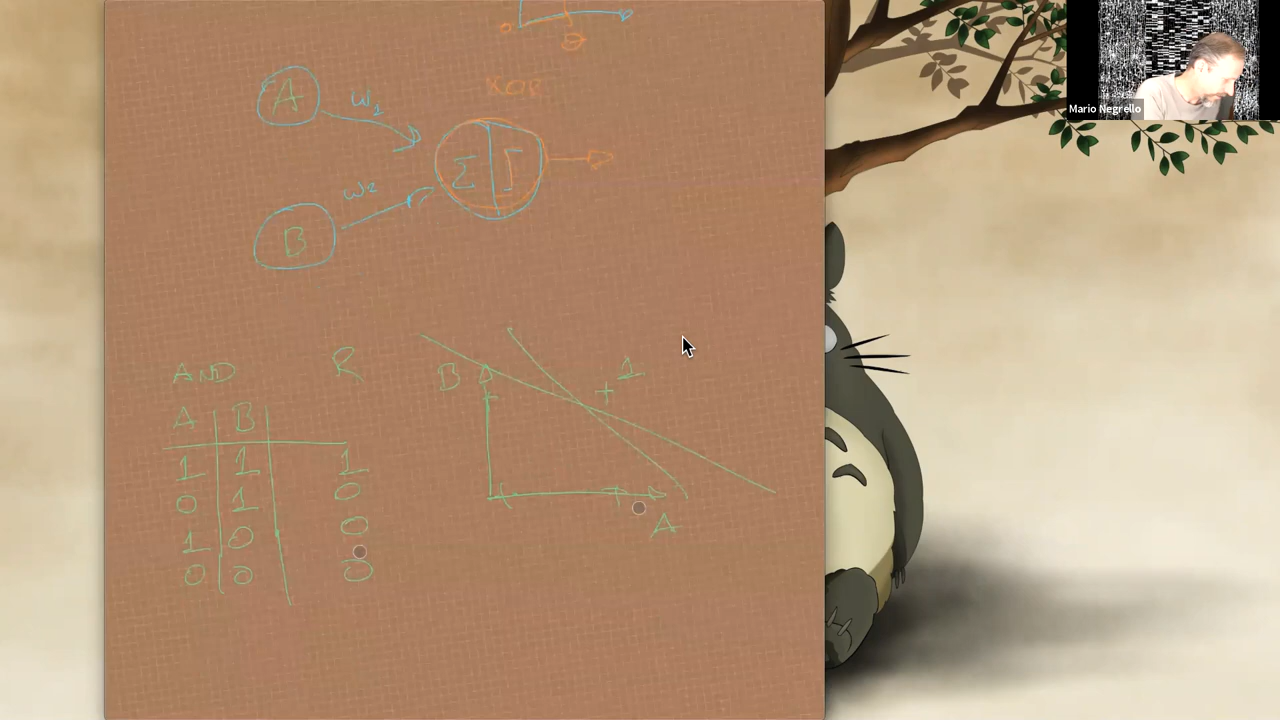 Mario Negrello
XOR
A
W1
Σ
B
W2
AND R
A B
1 1 1
0 1 0
1 0 0
0 0 0
B
1
A